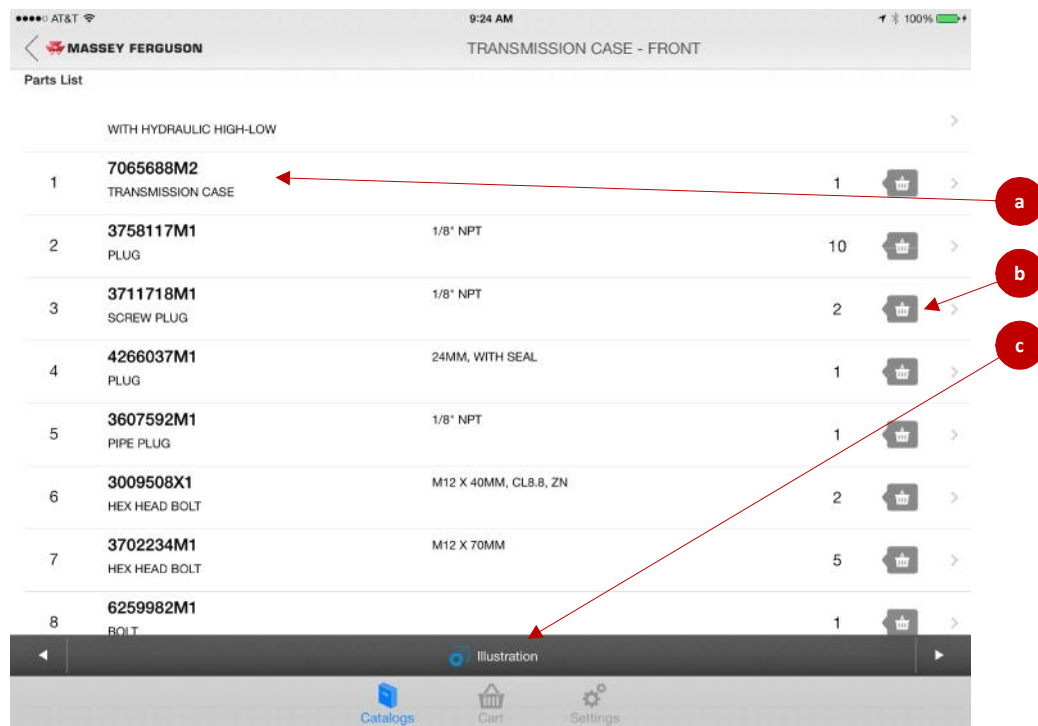 AT&T 9:24 AM 100%
MASSEY FERGUSON TRANSMISSION CASE - FRONT
Parts List
WITH HYDRAULIC HIGH-LOW
7065688M2
1 TRANSMISSION CASE 1
a
3758117M1 1/8" NPT
2 PLUG 10
b
3711718M1 1/8" NPT
3 SCREW PLUG 2
c
4266037M1 24MM, WITH SEAL
4 PLUG 1
3607592M1 1/8" NPT
5 PIPE PLUG 1
3009508X1 M12 X 40MM, CL8.8, ZN
6 HEX HEAD BOLT 2
3702234M1 M12 X 70MM
7 HEX HEAD BOLT 5
6259982M1
8 BOLT 1
Illustration
Catalogs Cart Settings